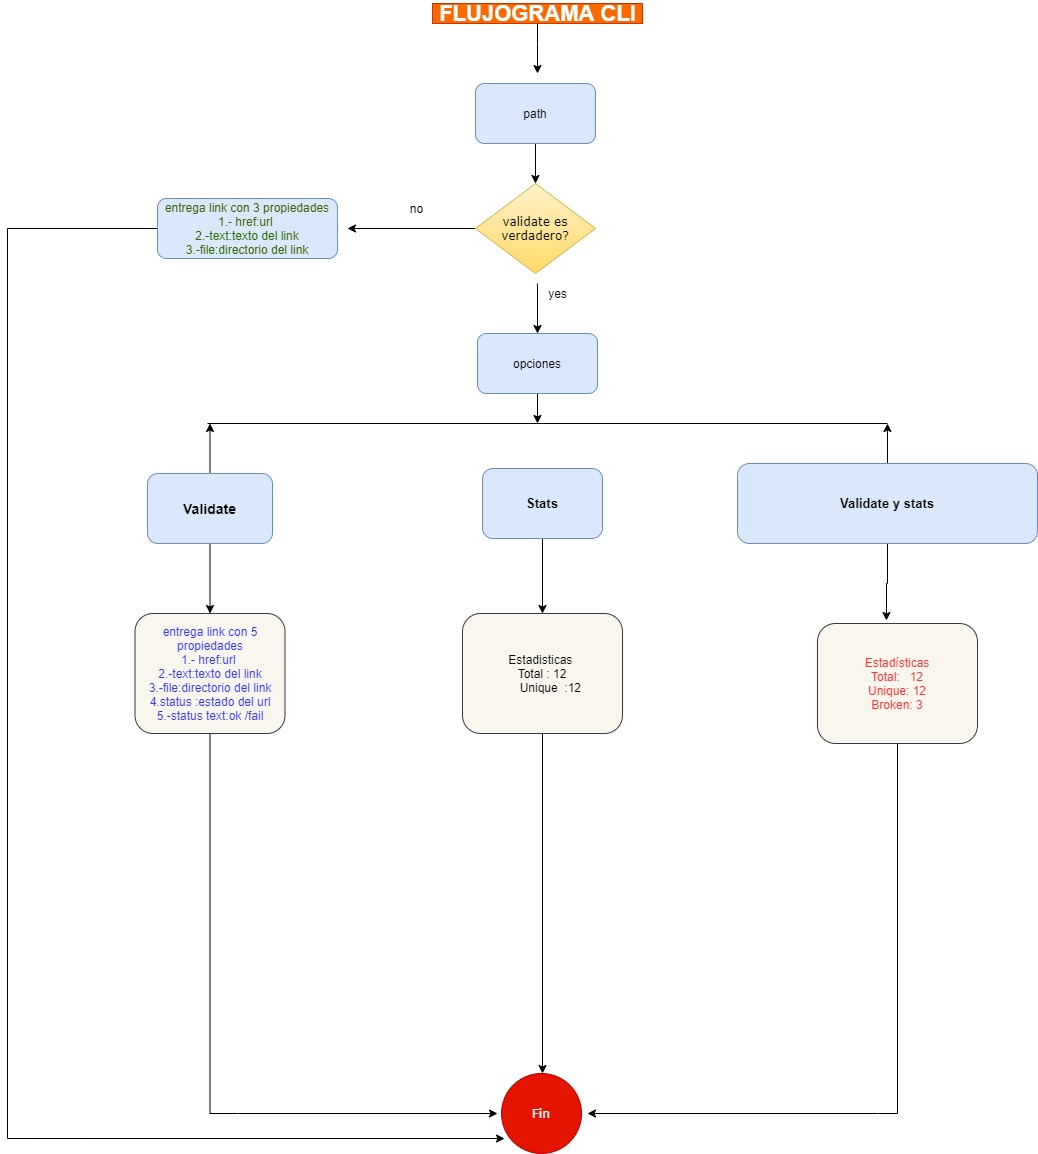 FLUJOGRAMA CLI
path
validate es
verdadero?
no
entrega link con 3 propiedades
1.- href:url
2.-text:texto del link
3.-file:directorio del link
yes
opciones
Validate
Stats
Validate y stats
entrega link con 5
propiedades
1.- href:url
2.-text:texto del link
3.-file:directorio del link
4.status :estado del url
5.-status text:ok /fail
Estadisticas
Total : 12
Unique :12
Estadísticas
Total: 12
Unique: 12
Broken: 3
Fin